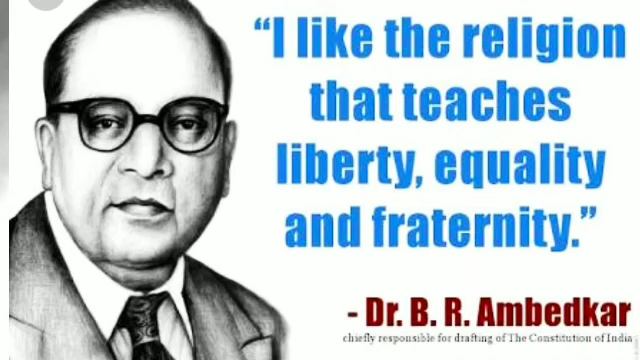 “I like the religion
that teaches
liberty, equality
and fraternity.”
- Dr. B. R. Ambedkar
chiefly responsible for drafting of The Constitution of India